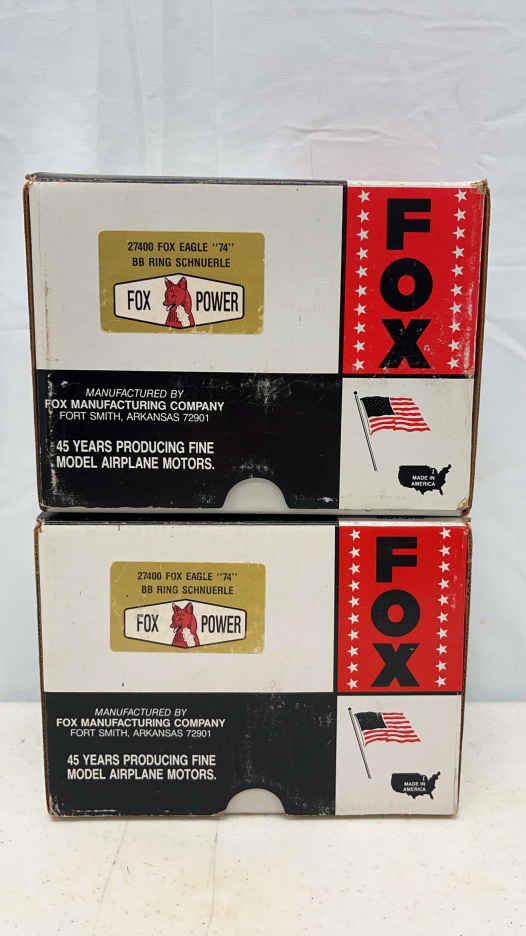 27400 FOX EAGLE "74"
BB RING SCHNUERLE
FOX POWER
FOX
MANUFACTURED BY
FOX MANUFACTURING COMPANY
FORT SMITH, ARKANSAS 72901
45 YEARS PRODUCING FINE
MODEL AIRPLANE MOTORS.
MADE IN
AMERICA
27400 FOX EAGLE "74"
BB RING SCHNUERLE
FOX POWER
FOX
MANUFACTURED BY
FOX MANUFACTURING COMPANY
FORT SMITH, ARKANSAS 72901
45 YEARS PRODUCING FINE
MODEL AIRPLANE MOTORS.
MADE IN
AMERICA